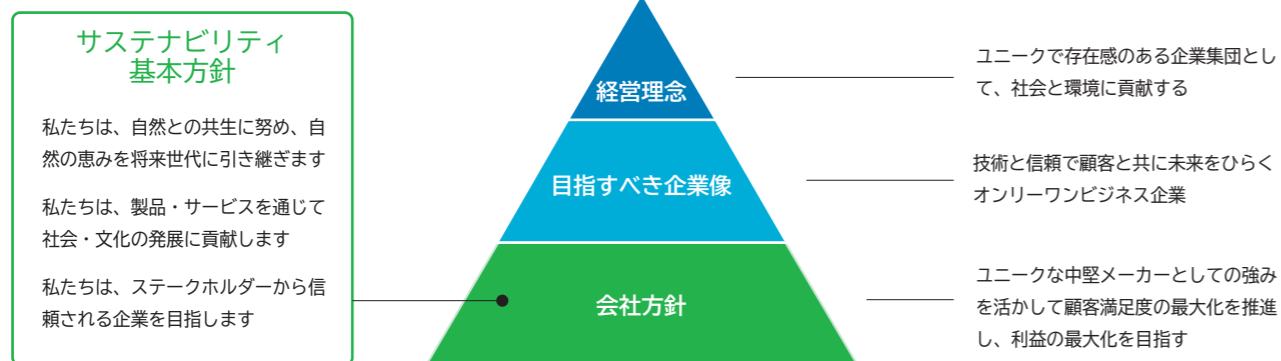 サステナビリティ
基本方針
私たちは、自然との共生に努め、自
然の恵みを将来世代に引き継ぎます
私たちは、製品・サービスを通じて
社会・文化の発展に貢献します
私たちは、ステークホルダーから信
頼される企業を目指します
経営理念
ユニークで存在感のある企業集団とし
て、社会と環境に貢献する
目指すべき企業像
技術と信頼で顧客と共に未来をひらく
オンリーワンビジネス企業
会社方針
ユニークな中堅メーカーとしての強み
を活かして顧客満足度の最大化を推進
し、利益の最大化を目指す